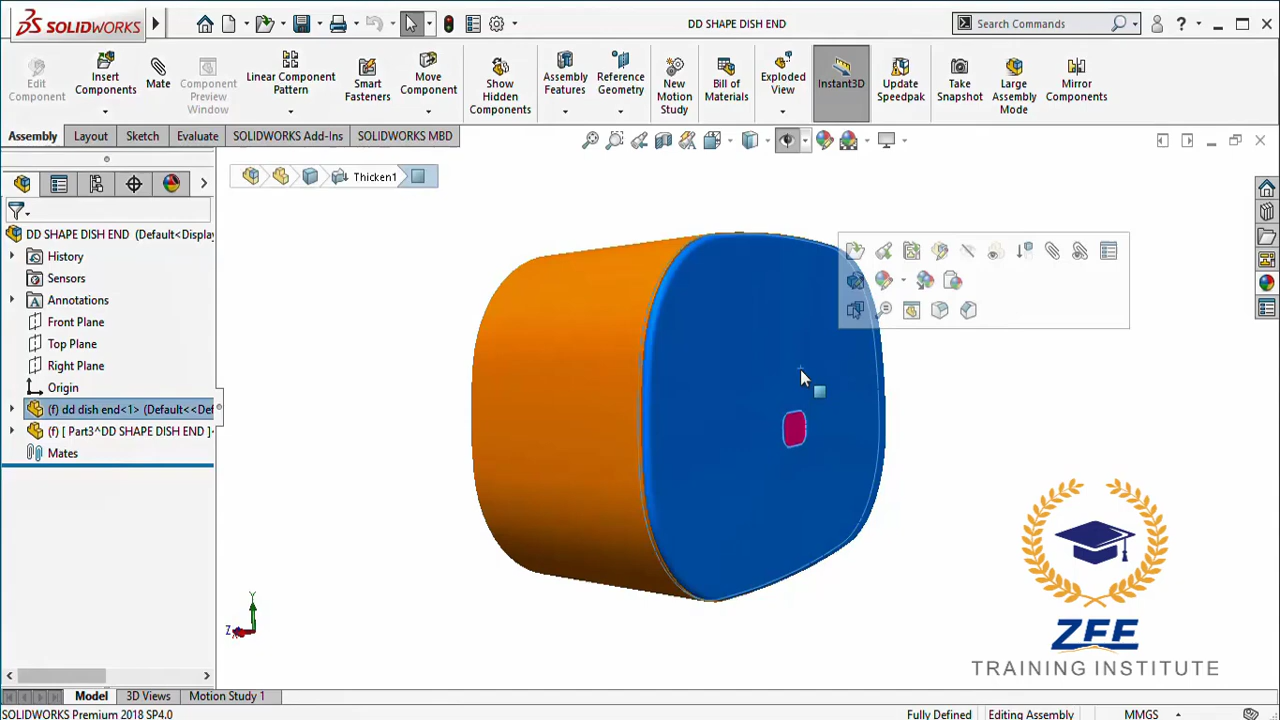 SOLIDWORKS
DD SHAPE DISH END
Search Commands
Edit Component
Insert Components
Mate
Component Preview Window
Linear Component Pattern
Smart Fasteners
Move Component
Show Hidden Components
Assembly Features
Reference Geometry
New Motion Study
Bill of Materials
Exploded View
Instant3D
Update Speedpak
Take Snapshot
Large Assembly Mode
Mirror Components
Assembly
Layout
Sketch
Evaluate
SOLIDWORKS Add-Ins
SOLIDWORKS MBD
Thicken1
DD SHAPE DISH END (Default<Display
History
Sensors
Annotations
Front Plane
Top Plane
Right Plane
Origin
(f) dd dish end<1> (Default<<Def
(f) [ Part3^DD SHAPE DISH END ]
Mates
Y
Z
ZFE
TRAINING INSTITUTE
Model
3D Views
Motion Study 1
SOLIDWORKS Premium 2018 SP4.0
Fully Defined
Editing Assembly
MMGS